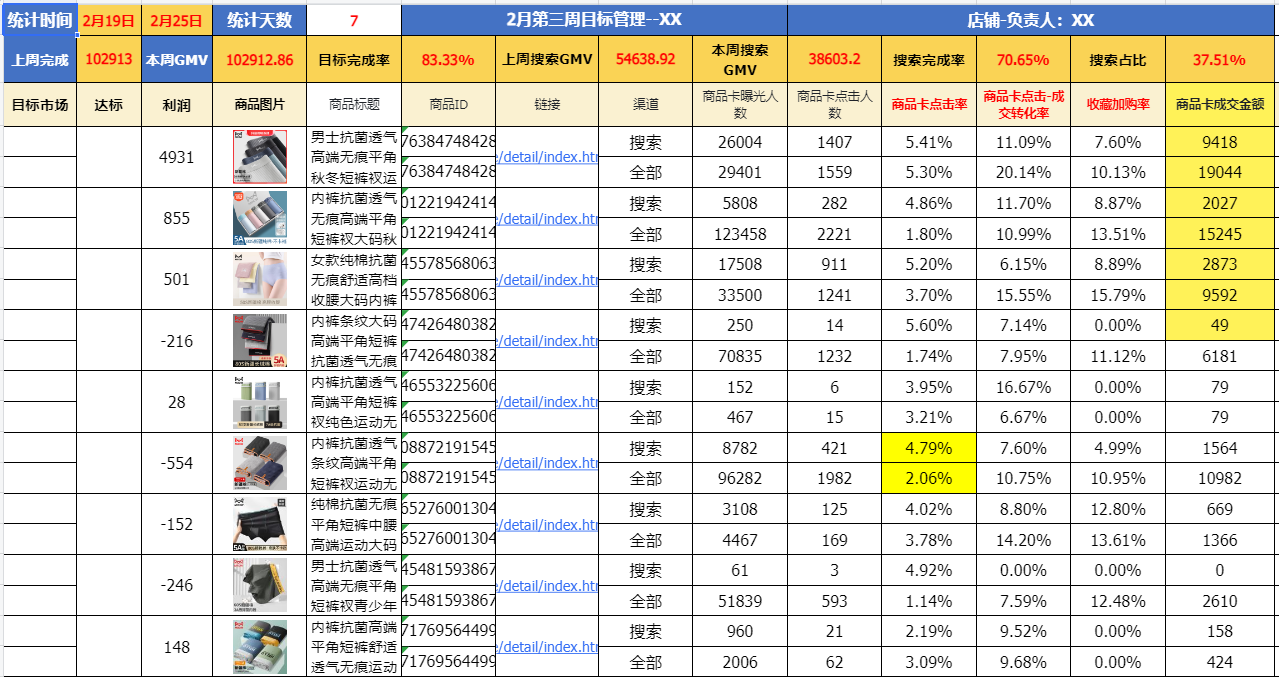 统计时间 2月19日 2月25日 统计天数 7 2月第三周目标管理--XX 店铺-负责人：XX
上周完成 102913 本周GMV 102912.86 目标完成率 83.33% 上周搜索GMV 54638.92 本周搜索GMV 38603.2 搜索完成率 70.65% 搜索占比 37.51%
目标市场 达标 利润 商品图片 商品标题 商品ID 链接 渠道 商品卡曝光人数 商品卡点击人数 商品卡点击率 商品卡点击-成交转化率 收藏加购率 商品卡成交金额
4931
男士抗菌透气
高端无痕平角
秋冬短裤衩运
76384748428 /detail/index.ht 搜索 26004 1407 5.41% 11.09% 7.60% 9418
76384748428 全部 29401 1559 5.30% 20.14% 10.13% 19044
855
内裤抗菌透气
无痕高端平角
短裤衩大码秋
01221942414 /detail/index.ht 搜索 5808 282 4.86% 11.70% 8.87% 2027
01221942414 全部 123458 2221 1.80% 10.99% 13.51% 15245
501
女款纯棉抗菌
无痕舒适高档
收腰大码内裤
45578568063 /detail/index.ht 搜索 17508 911 5.20% 6.15% 8.89% 2873
45578568063 全部 33500 1241 3.70% 15.55% 15.79% 9592
-216
内裤条纹大码
高端平角短裤
抗菌透气无痕
47426480382 /detail/index.ht 搜索 250 14 5.60% 7.14% 0.00% 49
47426480382 全部 70835 1232 1.74% 7.95% 11.12% 6181
28
内裤抗菌透气
高端平角短裤
衩纯色运动无
46553225606 /detail/index.ht 搜索 152 6 3.95% 16.67% 0.00% 79
46553225606 全部 467 15 3.21% 6.67% 0.00% 79
-554
内裤抗菌透气
条纹高端平角
短裤衩运动无
08872191545 /detail/index.ht 搜索 8782 421 4.79% 7.60% 4.99% 1564
08872191545 全部 96282 1982 2.06% 10.75% 10.95% 10982
-152
纯棉抗菌无痕
平角短裤中腰
高端运动大码
65276001304 /detail/index.ht 搜索 3108 125 4.02% 8.80% 12.80% 669
65276001304 全部 4467 169 3.78% 14.20% 13.61% 1366
-246
男士抗菌透气
高端无痕平角
短裤衩青少年
45481593867 /detail/index.ht 搜索 61 3 4.92% 0.00% 0.00% 0
45481593867 全部 51839 593 1.14% 7.59% 12.48% 2610
148
内裤抗菌高端
平角短裤舒适
透气无痕运动
71769564499 /detail/index.ht 搜索 960 21 2.19% 9.52% 0.00% 158
71769564499 全部 2006 62 3.09% 9.68% 0.00% 424